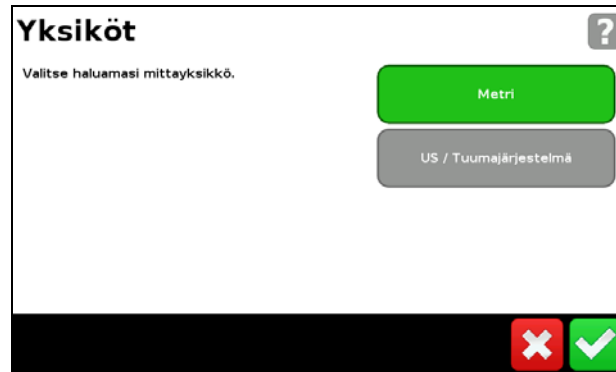 Yksiköt
?
Valitse haluamasi mittayksikkö.
Metri
US / Tuumajärjestelmä